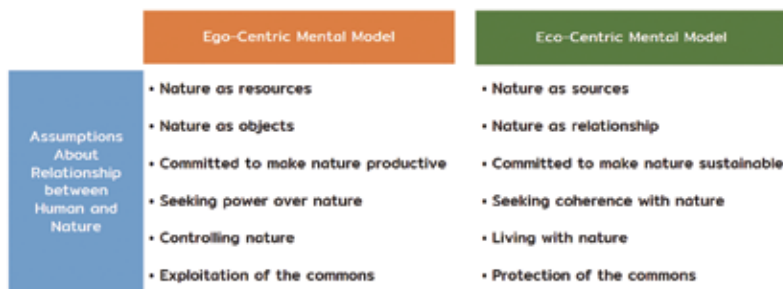 Ego-Centric Mental Model
Eco-Centric Mental Model
Assumptions
About
Relationship
between
Human and
Nature
• Nature as resources
• Nature as objects
• Committed to make nature productive
• Seeking power over nature
• Controlling nature
• Exploitation of the commons
• Nature as sources
• Nature as relationship
• Committed to make nature sustainable
• Seeking coherence with nature
• Living with nature
• Protection of the commons